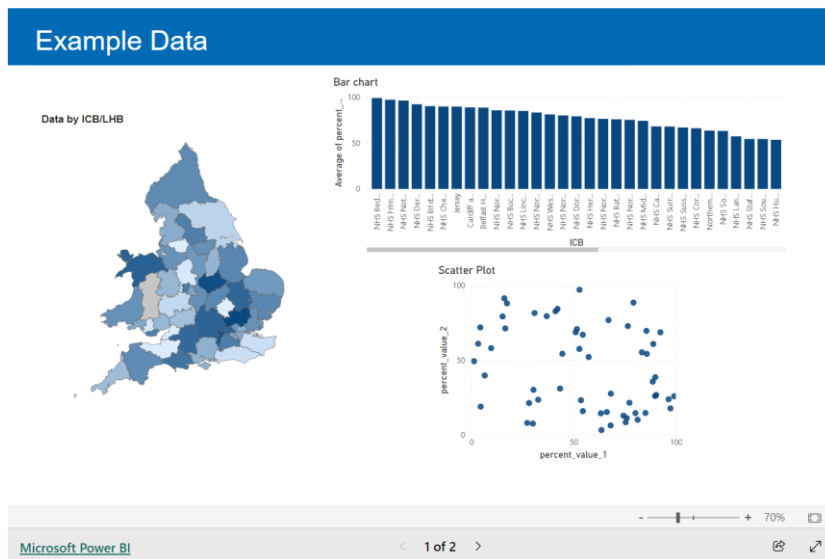 Example Data
Data by ICB/LHB
Bar chart
Average of percent_...
100
50
0
NHS Bed...
NHS Frim...
NHS Not...
NHS Der...
NHS Brist...
NHS Che...
Jersey
Cardiff a...
Belfast H...
NHS Nor...
NHS Buc...
NHS Linc...
NHS Nor...
NHS Wes...
NHS Nor...
NHS Dor...
NHS Her...
NHS Nor...
NHS Bat...
NHS Nor...
NHS Mid...
NHS Ca...
NHS Surr...
NHS Suss...
NHS Cor...
Northern...
NHS So...
NHS Lan...
NHS Staf...
NHS Sou...
NHS Hu...
ICB
Scatter Plot
percent_value_2
100
50
0
0 50 100
percent_value_1
- + 70%
Microsoft Power BI
< 1 of 2 >